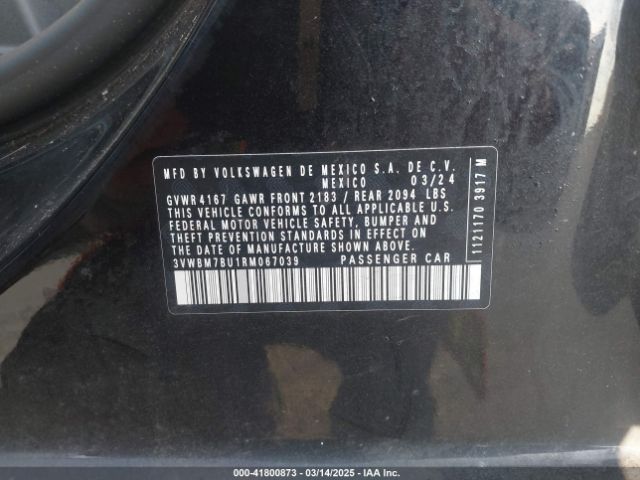 MFD BY VOLKSWAGEN DE MEXICO S.A. DE C.V.
MEXICO 03/24
GVWR 4167 GAWR FRONT 2183 / REAR 2094 LBS
THIS VEHICLE CONFORMS TO ALL APPLICABLE U.S.
FEDERAL MOTOR VEHICLE SAFETY, BUMPER AND
THEFT PREVENTION STANDARDS IN EFFECT ON
THE DATE OF MANUFACTURE SHOWN ABOVE.
3VWBM7BU1RM067039 PASSENGER CAR
1121170 3917 M
000-41800873 - 03/14/2025 - IAA Inc.